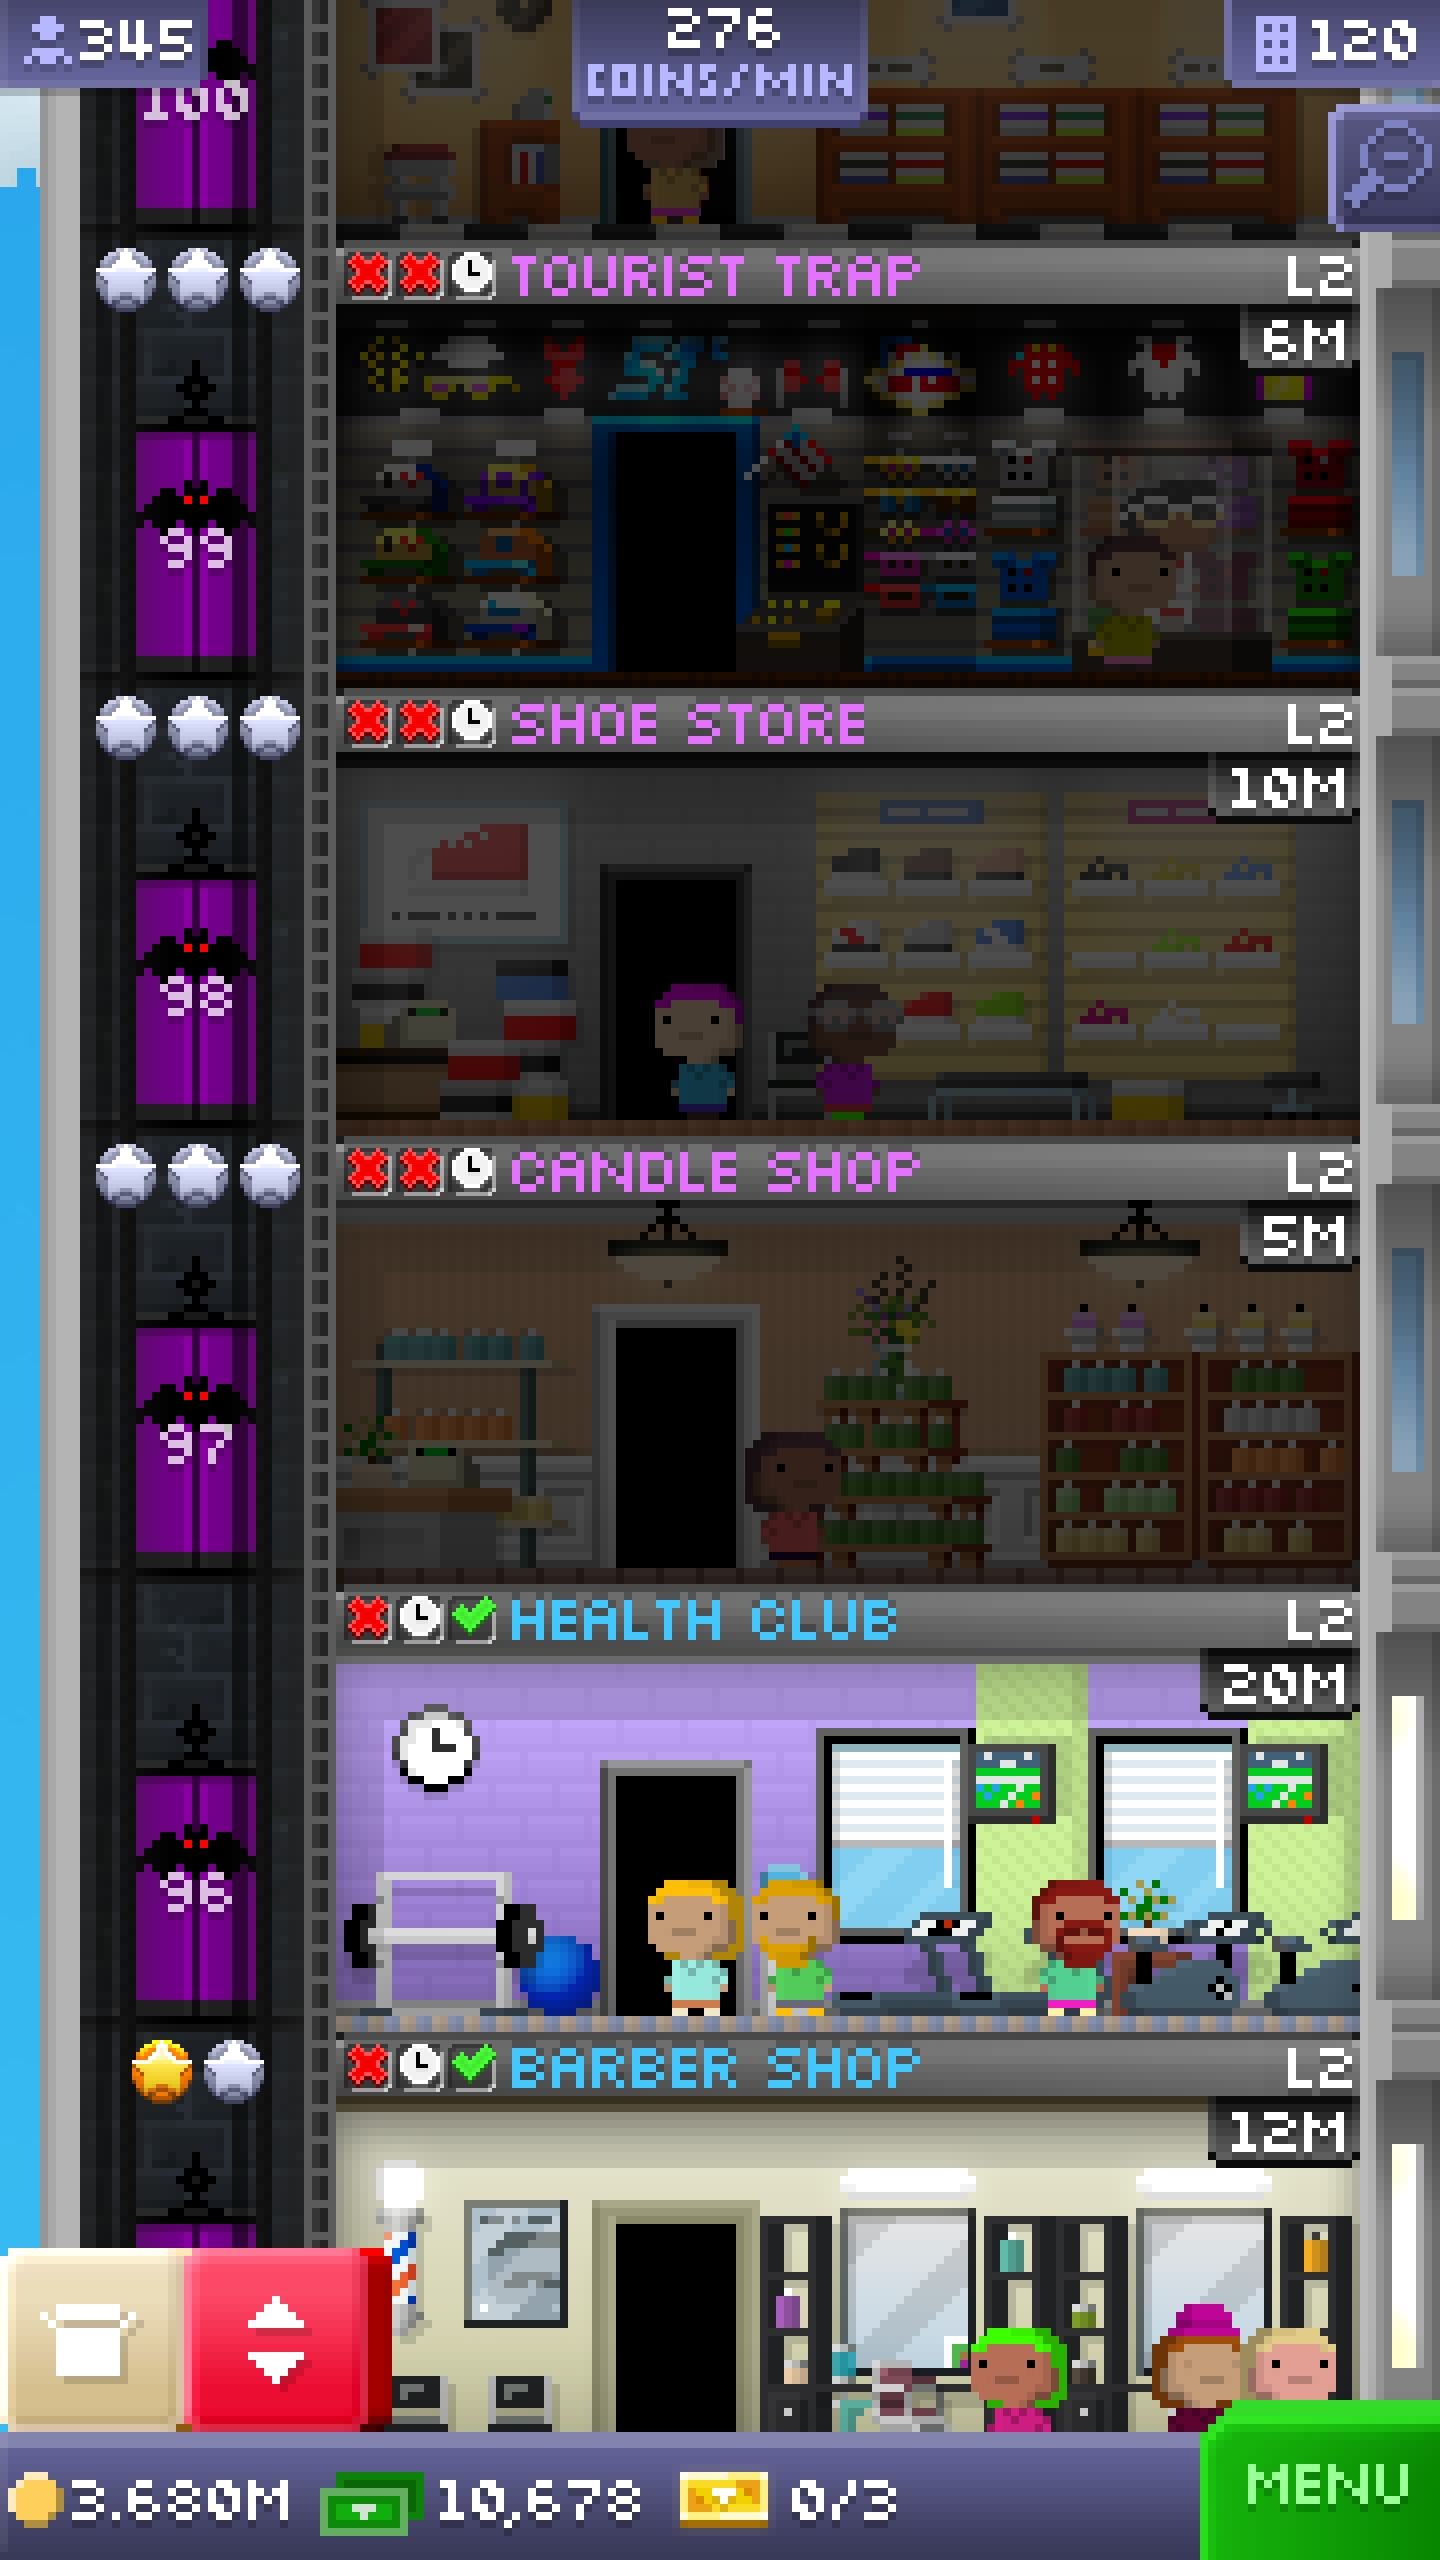 345
276
COINS/MIN
120
100
TOURIST TRAP L2
6M
99
SHOE STORE L2
10M
98
CANDLE SHOP L2
5M
97
HEALTH CLUB L2
20M
96
BARBER SHOP L2
12M
3.680M 10,678 0/3
MENU